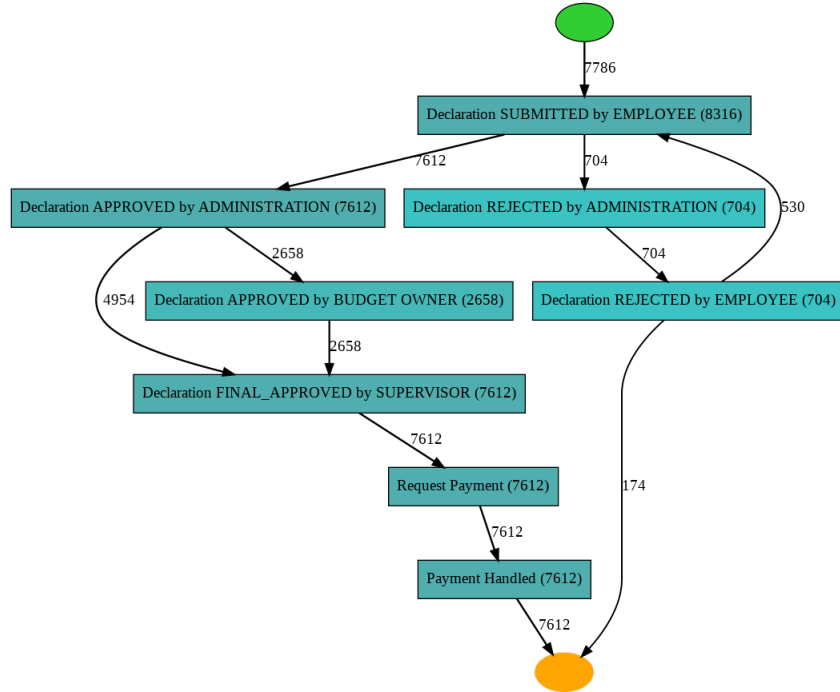 7786
Declaration SUBMITTED by EMPLOYEE (8316)
7612
704
Declaration APPROVED by ADMINISTRATION (7612)
Declaration REJECTED by ADMINISTRATION (704)
530
2658
704
4954
Declaration APPROVED by BUDGET OWNER (2658)
Declaration REJECTED by EMPLOYEE (704)
2658
Declaration FINAL_APPROVED by SUPERVISOR (7612)
7612
Request Payment (7612)
174
7612
Payment Handled (7612)
7612